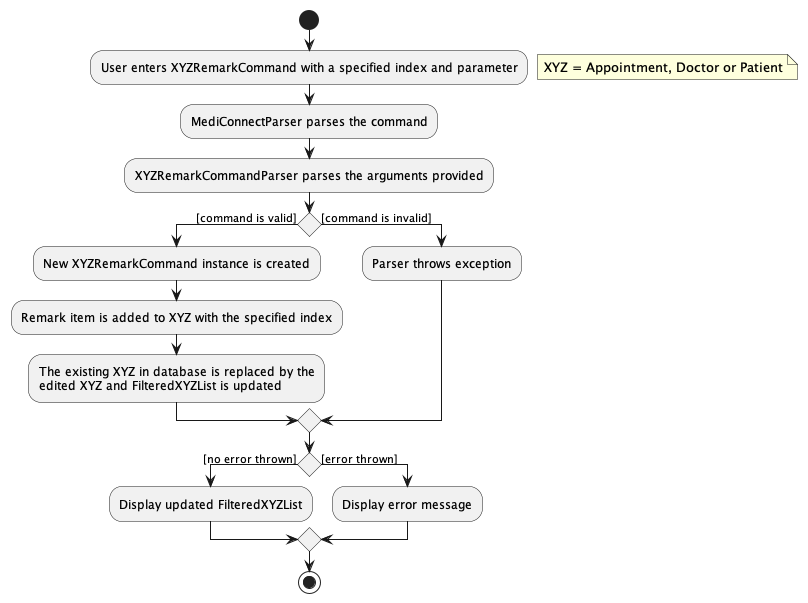 User enters XYZRemarkCommand with a specified index and parameter
XYZ = Appointment, Doctor or Patient
MediConnectParser parses the command
XYZRemarkCommandParser parses the arguments provided
[command is valid]
[command is invalid]
New XYZRemarkCommand instance is created
Parser throws exception
Remark item is added to XYZ with the specified index
The existing XYZ in database is replaced by the
edited XYZ and FilteredXYZList is updated
[no error thrown]
[error thrown]
Display updated FilteredXYZList
Display error message